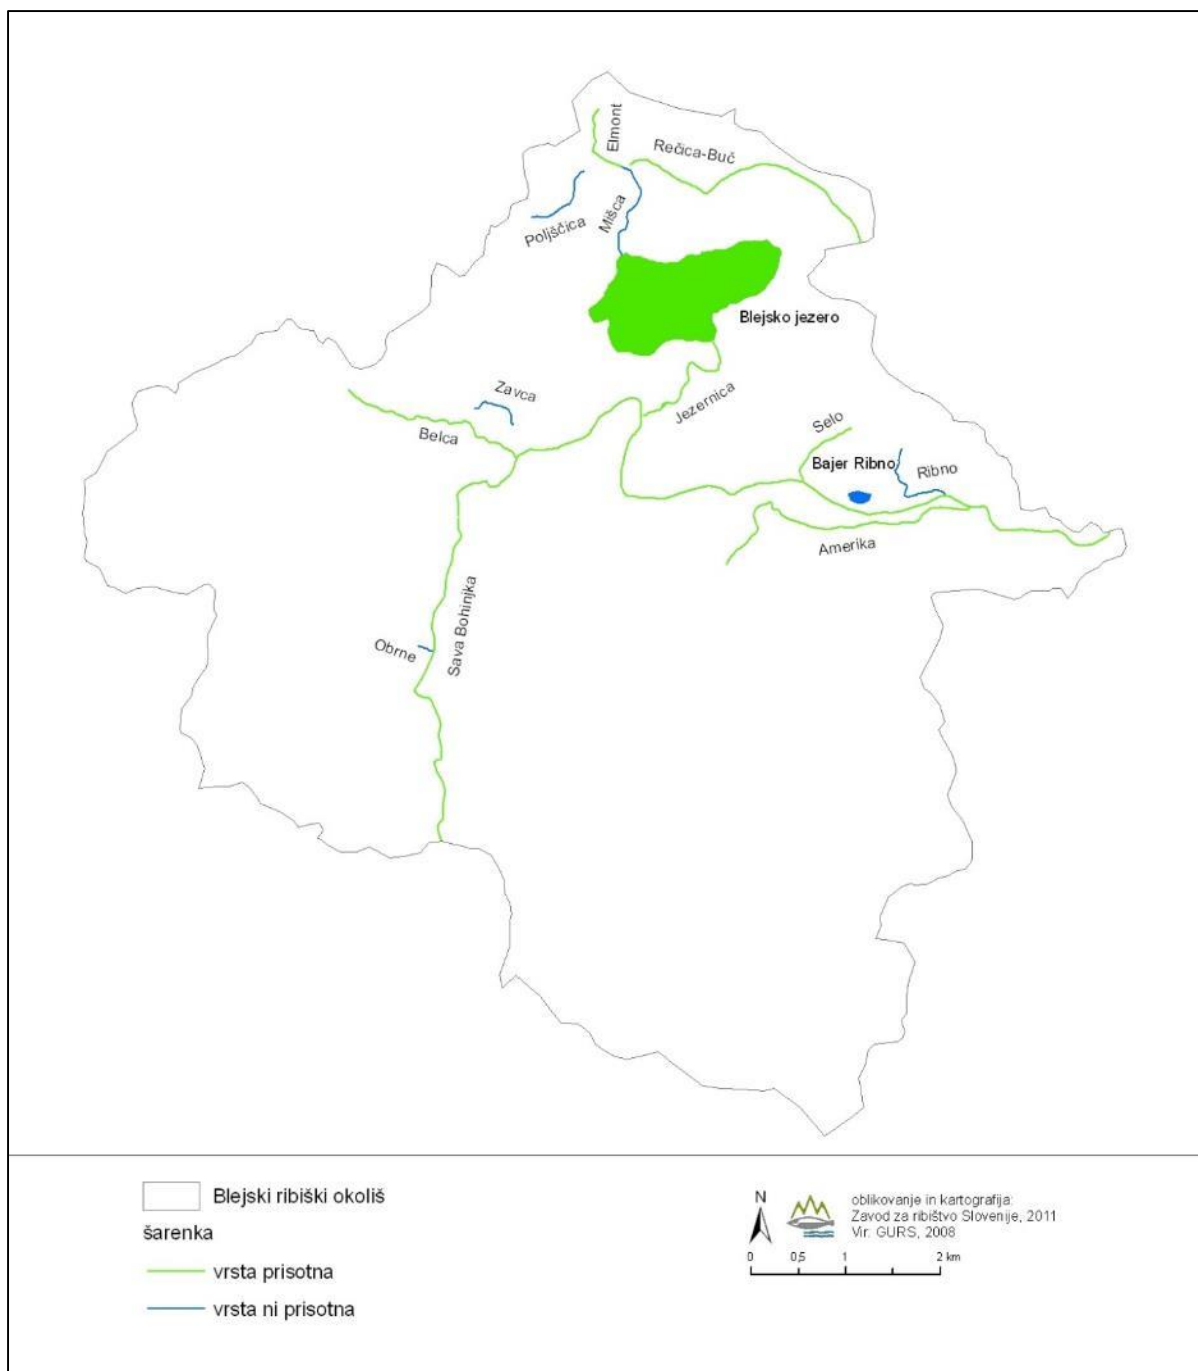 Elmont
Rečica-Buč
Mišca
Poljščica
Blejsko jezero
Zavca
Jezernica
Belca
Selo
Bajer Ribno
Ribno
Amerika
Sava Bohinjka
Obrne
Blejski ribiški okoliš
šarenka
vrsta prisotna
vrsta ni prisotna
N
oblikovanje in kartografija:
Zavod za ribištvo Slovenije, 2011
Vir: GURS, 2008
0 0,5 1 2 km